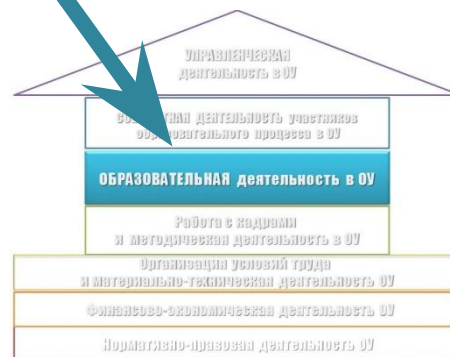 УПРАВЛЕНЧЕСКАЯ
деятельность в ОУ
ДЕЯТЕЛЬНОСТЬ участников
образовательного процесса в ОУ
ОБРАЗОВАТЕЛЬНАЯ деятельность в ОУ
Работа с кадрами
и методическая деятельность в ОУ
Организация условий труда
и материально-техническая деятельность ОУ
Финансово-экономическая деятельность ОУ
Нормативно-правовая деятельность ОУ